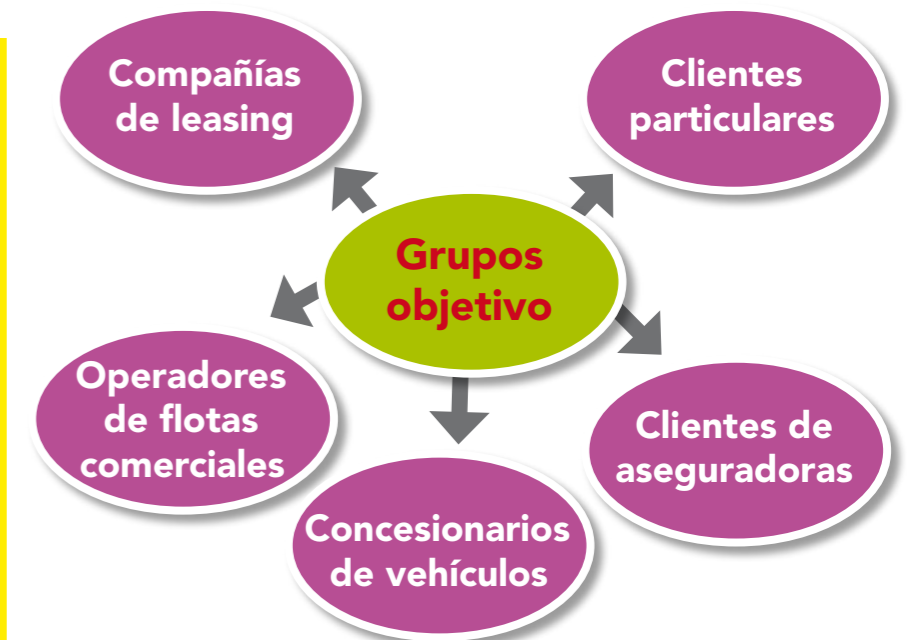 Compañías
de leasing
Clientes
particulares
Grupos
objetivo
Operadores
de flotas
comerciales
Clientes de
aseguradoras
Concesionarios
de vehículos